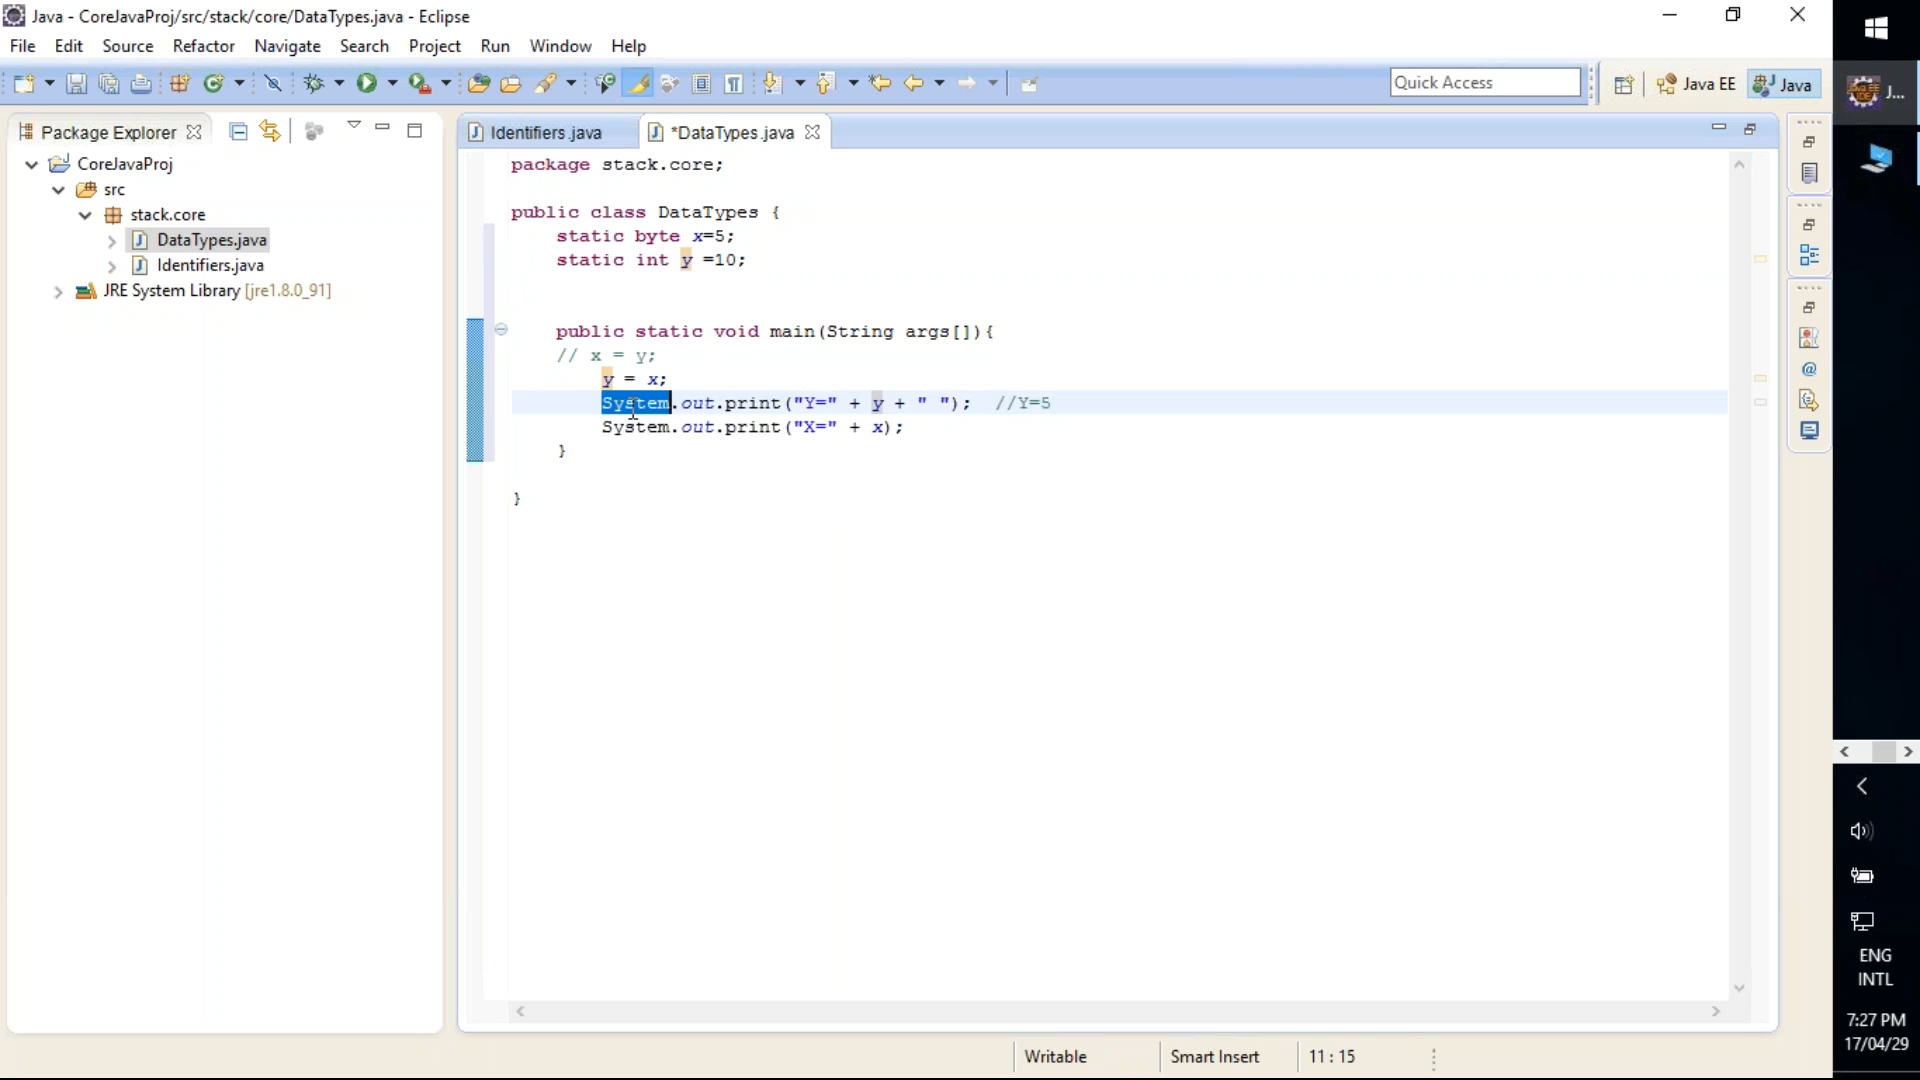 Java - CoreJavaProj/src/stack/core/DataTypes.java - Eclipse
File Edit Source Refactor Navigate Search Project Run Window Help
Quick Access
Java EE
Java
J...
Package Explorer
Identifiers.java
*DataTypes.java
CoreJavaProj
src
stack.core
DataTypes.java
Identifiers.java
JRE System Library [jre1.8.0_91]
package stack.core;
public class DataTypes {
static byte x=5;
static int y =10;
public static void main(String args[]){
// x = y;
y = x;
System.out.print("Y=" + y + " ");  //Y=5
System.out.print("X=" + x);
}
}
Writable
Smart Insert
11 : 15
ENG
INTL
7:27 PM
17/04/29